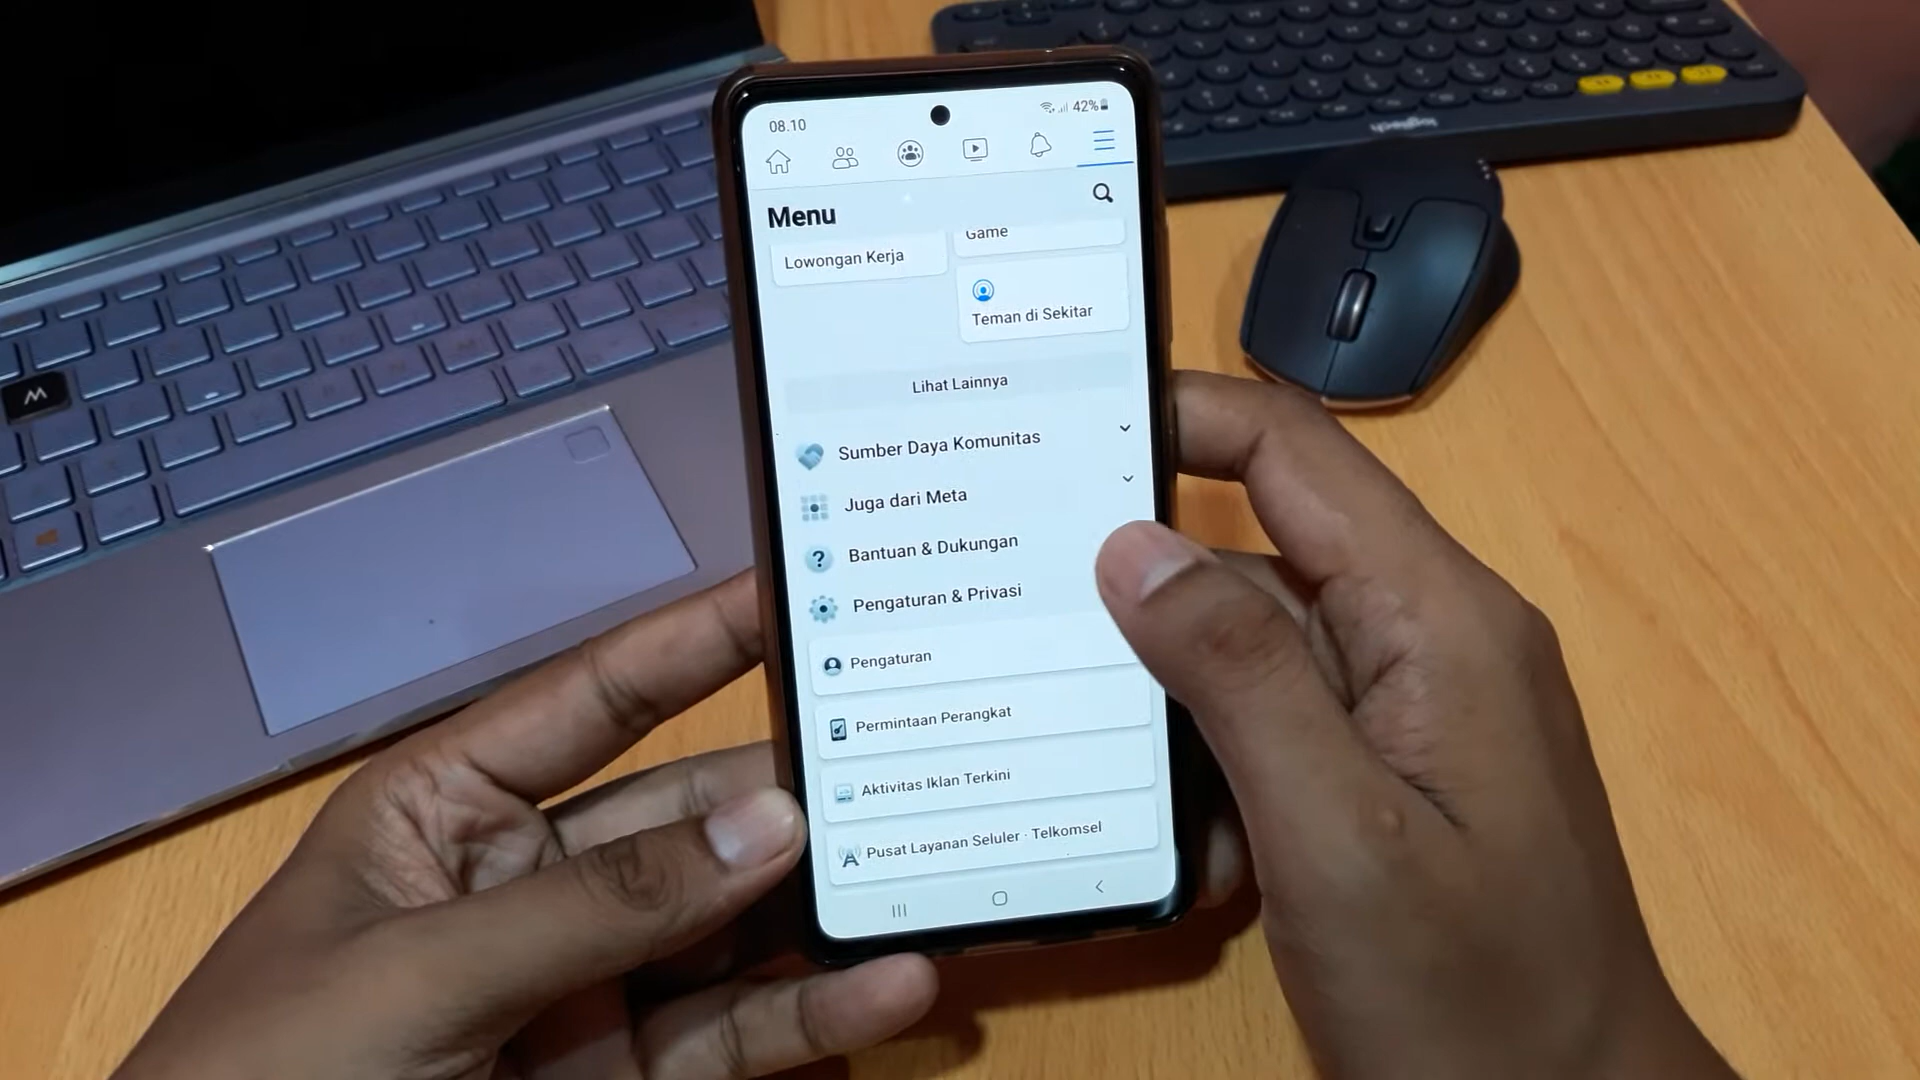 08.10
42%
Menu
Game
Lowongan Kerja
Teman di Sekitar
Lihat Lainnya
Sumber Daya Komunitas
Juga dari Meta
Bantuan & Dukungan
Pengaturan & Privasi
Pengaturan
Permintaan Perangkat
Aktivitas Iklan Terkini
Pusat Layanan Seluler · Telkomsel
logitech